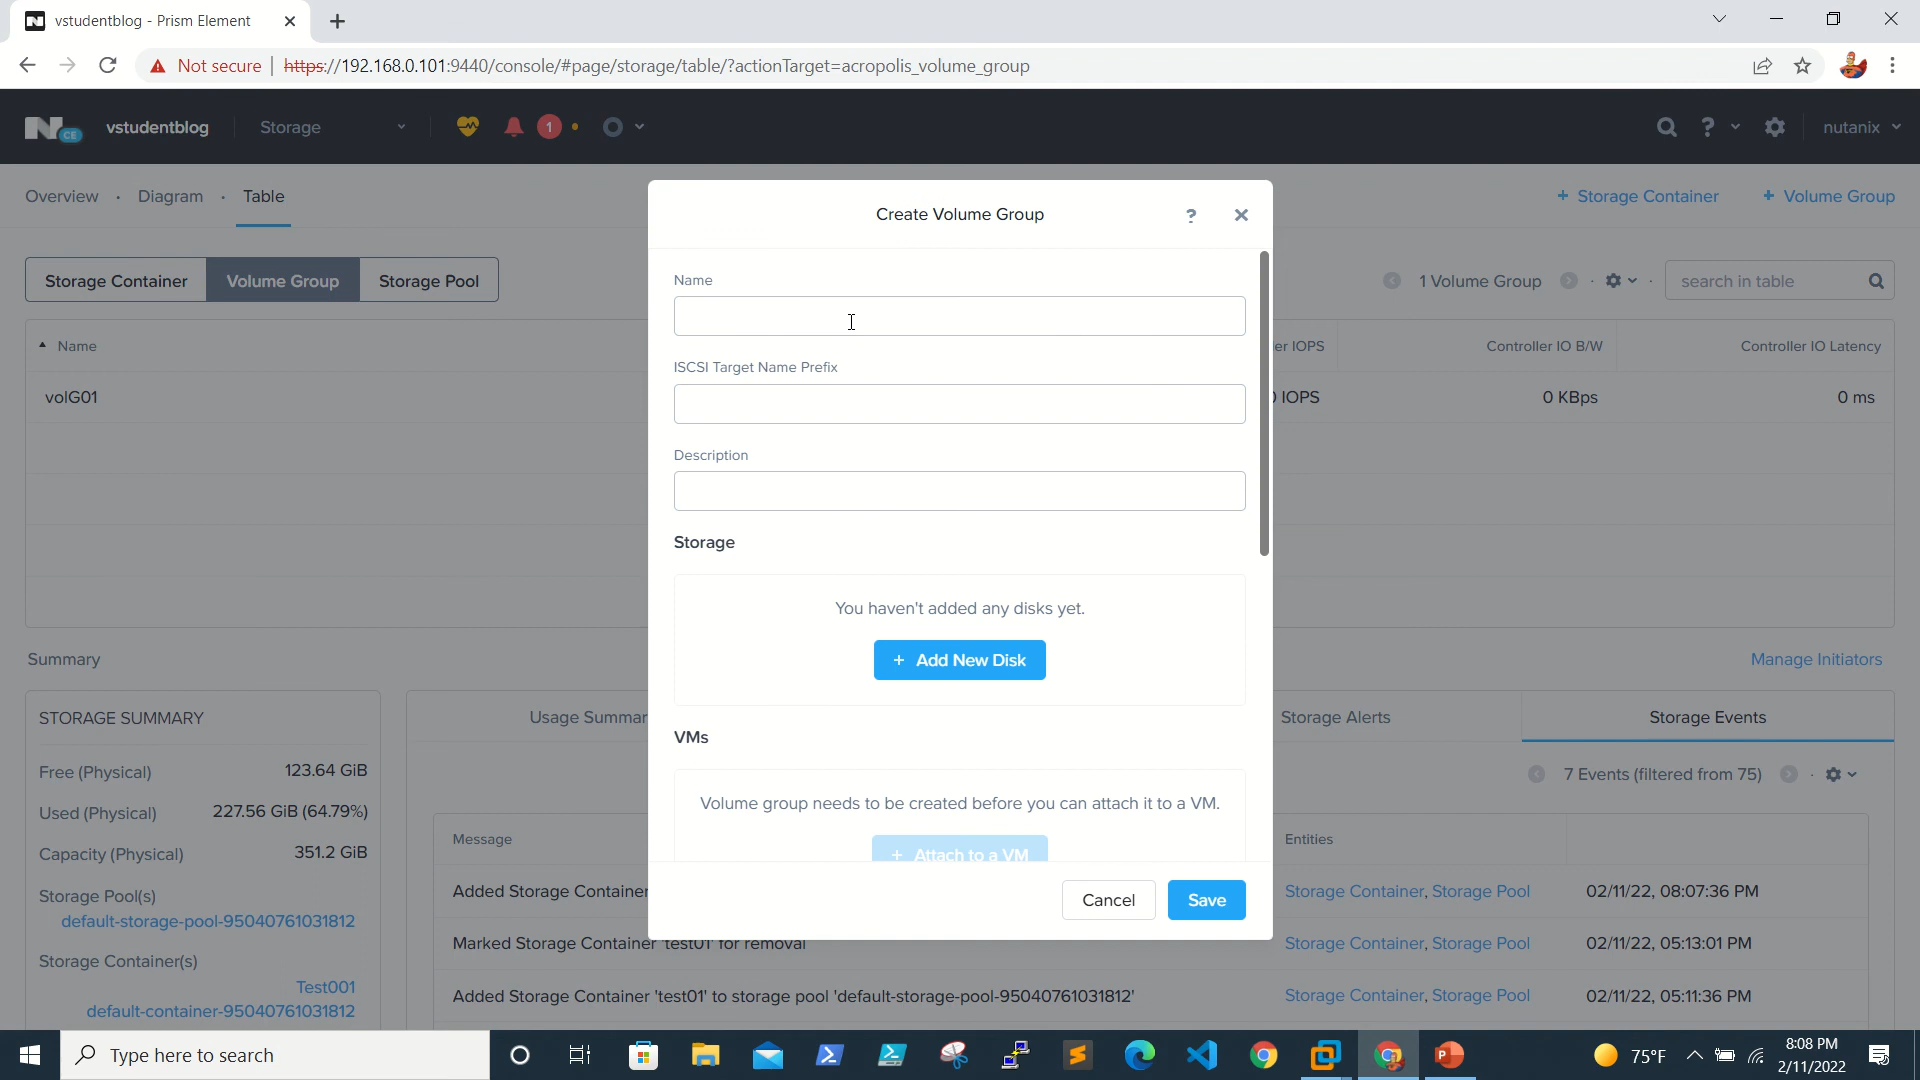 vstudentblog - Prism Element
Not secure
https://192.168.0.101:9440/console/#page/storage/table/?actionTarget=acropolis_volume_group
N CE vstudentblog Storage 1 ? nutanix
Overview · Diagram · Table
+ Storage Container + Volume Group
Create Volume Group ?
Storage Container Volume Group Storage Pool
1 Volume Group search in table
Name
ISCSI Target Name Prefix
Description
Storage
You haven't added any disks yet.
+ Add New Disk
VMs
Volume group needs to be created before you can attach it to a VM.
+ Attach to a VM
Cancel Save
Name er IOPS Controller IO B/W Controller IO Latency
volG01 IOPS 0 KBps 0 ms
Summary Manage Initiators
STORAGE SUMMARY
Free (Physical) 123.64 GiB
Used (Physical) 227.56 GiB (64.79%)
Capacity (Physical) 351.2 GiB
Storage Pool(s)
default-storage-pool-95040761031812
Storage Container(s)
Test001
default-container-95040761031812
Usage Summar Storage Alerts Storage Events
7 Events (filtered from 75)
Message Entities
Added Storage Container Storage Container, Storage Pool 02/11/22, 08:07:36 PM
Marked Storage Container 'test01' for removal Storage Container, Storage Pool 02/11/22, 05:13:01 PM
Added Storage Container 'test01' to storage pool 'default-storage-pool-95040761031812' Storage Container, Storage Pool 02/11/22, 05:11:36 PM
Type here to search
75°F
8:08 PM
2/11/2022